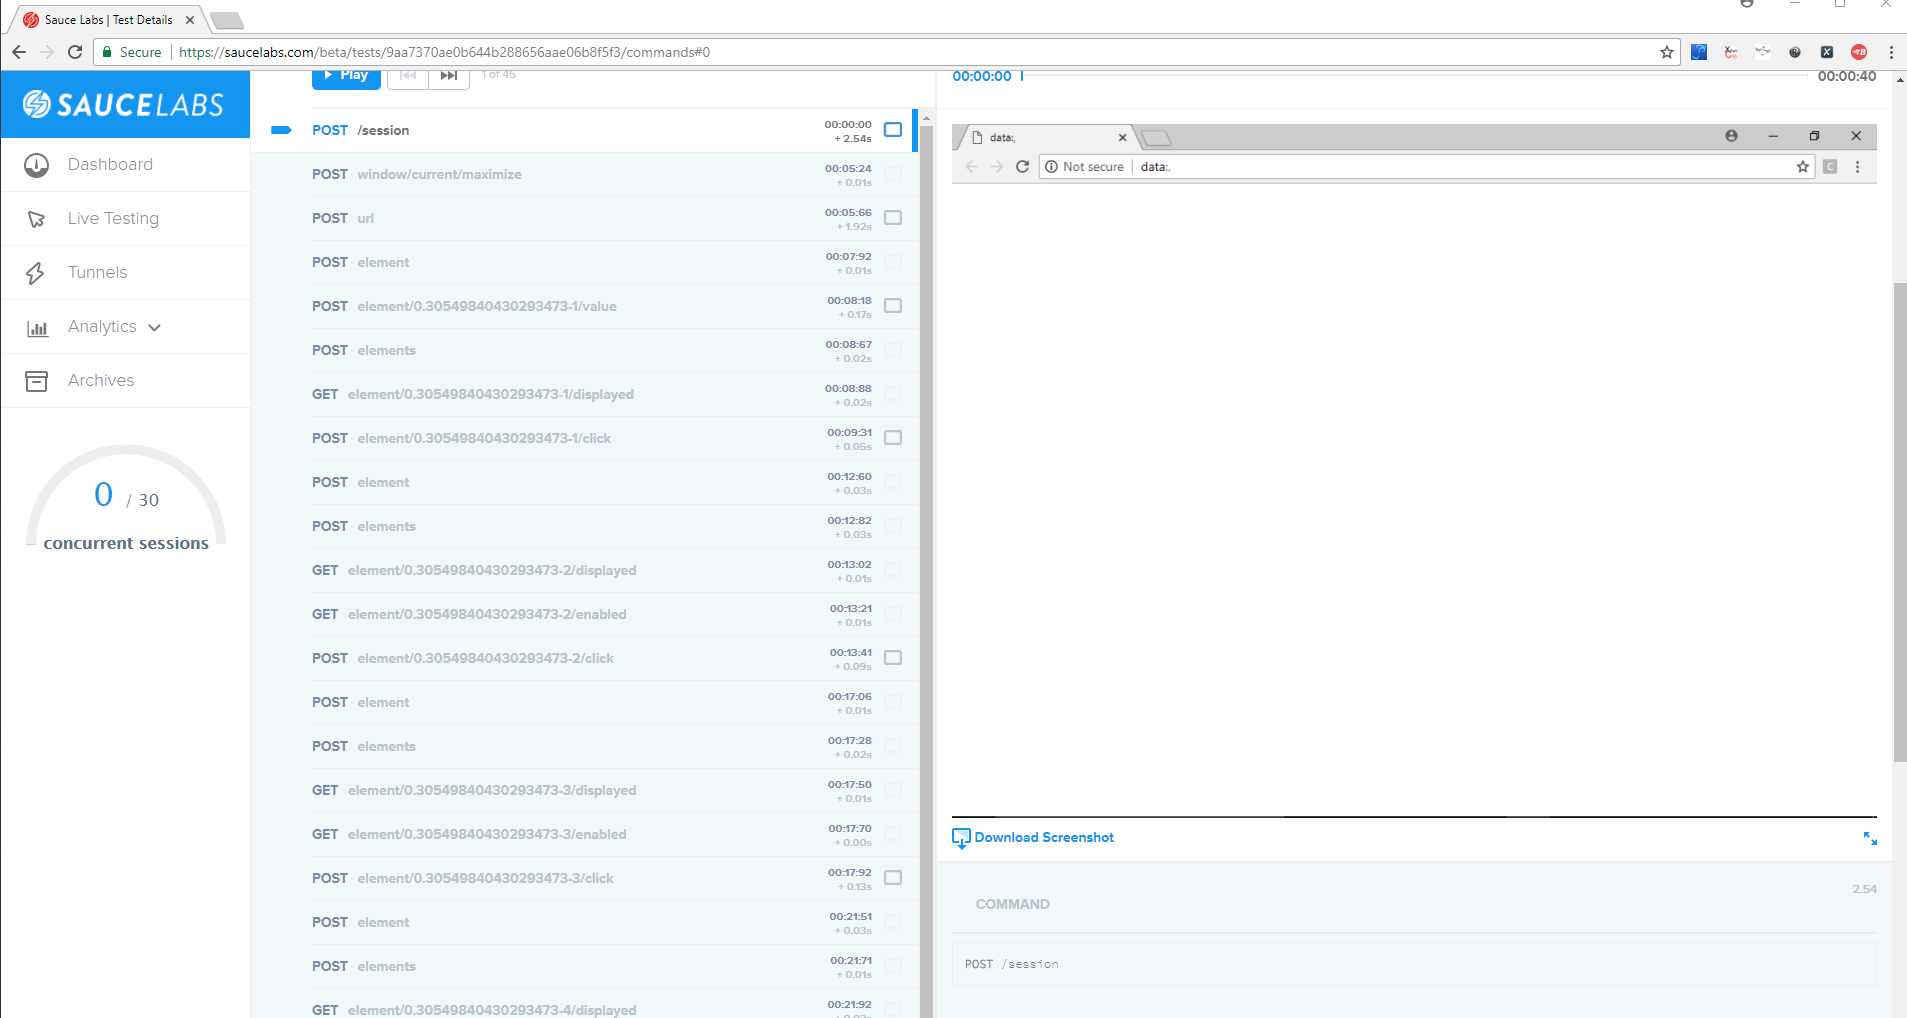 Sauce Labs | Test Details
Secure https://saucelabs.com/beta/tests/9aa7370ae0b644b288656aae06b8f5f3/commands#0
SAUCELABS
Dashboard
Live Testing
Tunnels
Analytics
Archives
0 / 30
concurrent sessions
Play 1 of 45
POST /session 00:00:00
+ 2.54s
POST window/current/maximize 00:05:24
+ 0.01s
POST url 00:05:66
+ 1.92s
POST element 00:07:92
+ 0.01s
POST element/0.30549840430293473-1/value 00:08:18
+ 0.17s
POST elements 00:08:67
+ 0.02s
GET element/0.30549840430293473-1/displayed 00:08:88
+ 0.02s
POST element/0.30549840430293473-1/click 00:09:31
+ 0.05s
POST element 00:12:60
+ 0.03s
POST elements 00:12:82
+ 0.03s
GET element/0.30549840430293473-2/displayed 00:13:02
+ 0.01s
GET element/0.30549840430293473-2/enabled 00:13:21
+ 0.01s
POST element/0.30549840430293473-2/click 00:13:41
+ 0.09s
POST element 00:17:06
+ 0.01s
POST elements 00:17:28
+ 0.02s
GET element/0.30549840430293473-3/displayed 00:17:50
+ 0.01s
GET element/0.30549840430293473-3/enabled 00:17:70
+ 0.00s
POST element/0.30549840430293473-3/click 00:17:92
+ 0.13s
POST element 00:21:51
+ 0.03s
POST elements 00:21:71
+ 0.01s
GET element/0.30549840430293473-4/displayed 00:21:92
00:00:00 00:00:40
data:,
Not secure data:,
Download Screenshot
2.54
COMMAND
POST /session